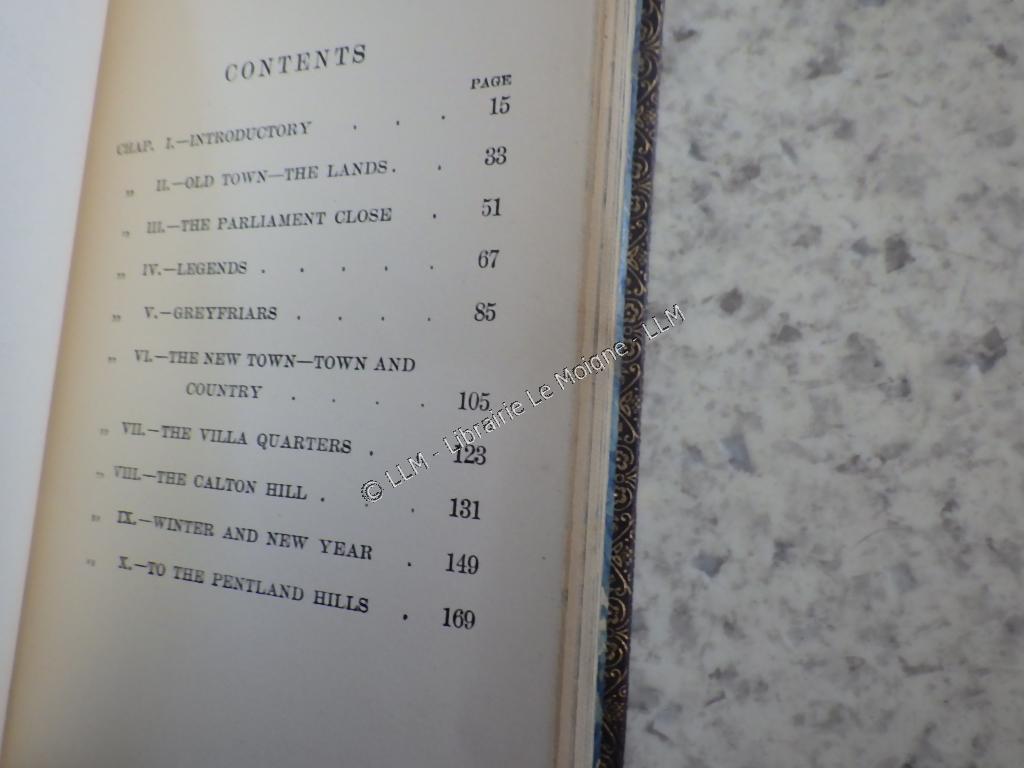 CONTENTS
PAGE
CHAP. I.—INTRODUCTORY . . . 15
„ II.—OLD TOWN—THE LANDS . . 33
„ III.—THE PARLIAMENT CLOSE . 51
„ IV.—LEGENDS . . . . . 67
„ V.—GREYFRIARS . . . . 85
„ VI.—THE NEW TOWN—TOWN AND
COUNTRY . . . . 105
„ VII.—THE VILLA QUARTERS . . 123
„ VIII.—THE CALTON HILL . . . 131
„ IX.—WINTER AND NEW YEAR . 149
„ X.—TO THE PENTLAND HILLS . 169
© LLM - Librairie Le Moigne - LLM